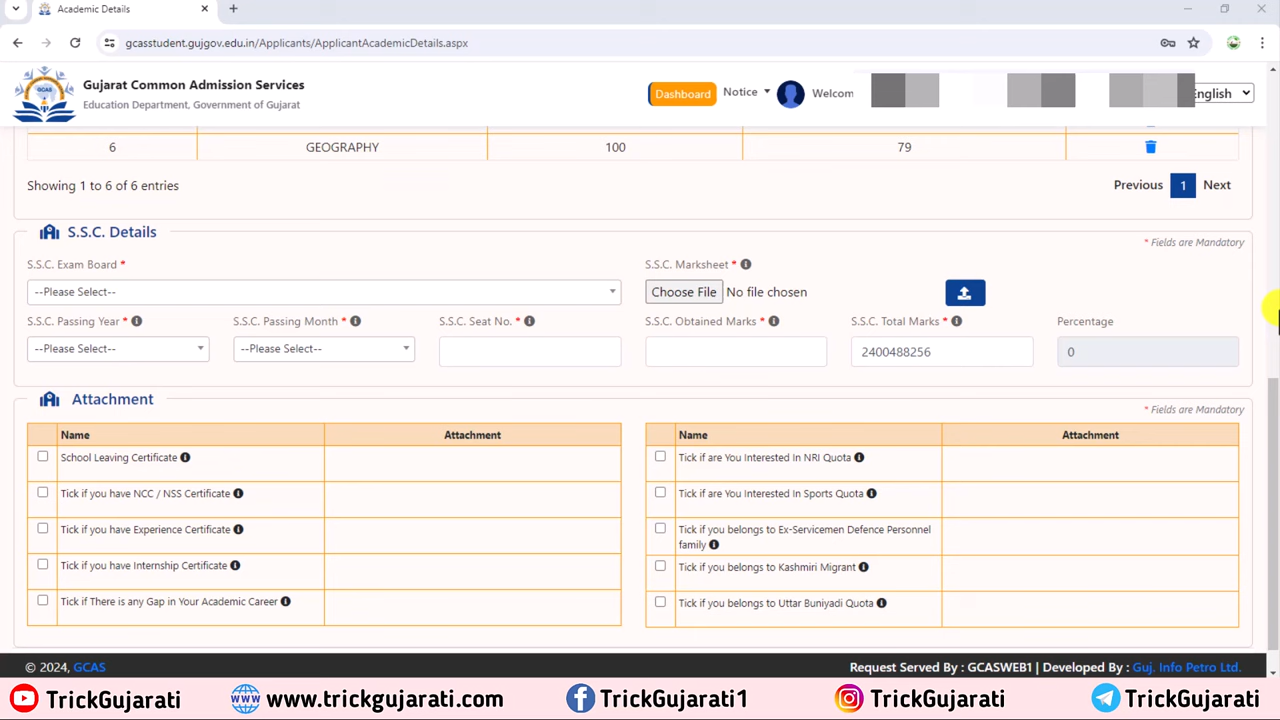 Academic Details
gcasstudent.gujgov.edu.in/Applicants/ApplicantAcademicDetails.aspx
Gujarat Common Admission Services
Education Department, Government of Gujarat
Dashboard Notice Welcom English
6 GEOGRAPHY 100 79
Showing 1 to 6 of 6 entries Previous 1 Next
S.S.C. Details
* Fields are Mandatory
S.S.C. Exam Board * S.S.C. Marksheet *
--Please Select-- Choose File No file chosen
S.S.C. Passing Year * S.S.C. Passing Month * S.S.C. Seat No. * S.S.C. Obtained Marks * S.S.C. Total Marks * Percentage
--Please Select-- --Please Select-- 2400488256 0
Attachment
* Fields are Mandatory
Name Attachment Name Attachment
School Leaving Certificate Tick if are You Interested In NRI Quota
Tick if you have NCC / NSS Certificate Tick if are You Interested In Sports Quota
Tick if you have Experience Certificate Tick if you belongs to Ex-Servicemen Defence Personnel
family
Tick if you have Internship Certificate Tick if you belongs to Kashmiri Migrant
Tick if There is any Gap in Your Academic Career Tick if you belongs to Uttar Buniyadi Quota
© 2024, GCAS Request Served By : GCASWEB1 | Developed By : Guj. Info Petro Ltd.
TrickGujarati www.trickgujarati.com TrickGujarati1 TrickGujarati TrickGujarati